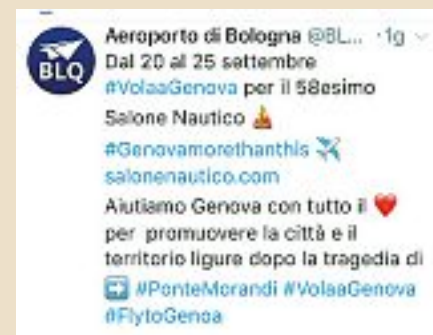 BLQ
Aeroporto di Bologna @BL... · 1g
Dal 20 al 25 settembre
#VolaaGenova per il 58esimo
Salone Nautico ⛵
#Genovamorethanthis ✈
salonenautico.com
Aiutiamo Genova con tutto il ❤
per promuovere la città e il
territorio ligure dopo la tragedia di
➡ #PonteMorandi #VolaaGenova
#FlytoGenoa